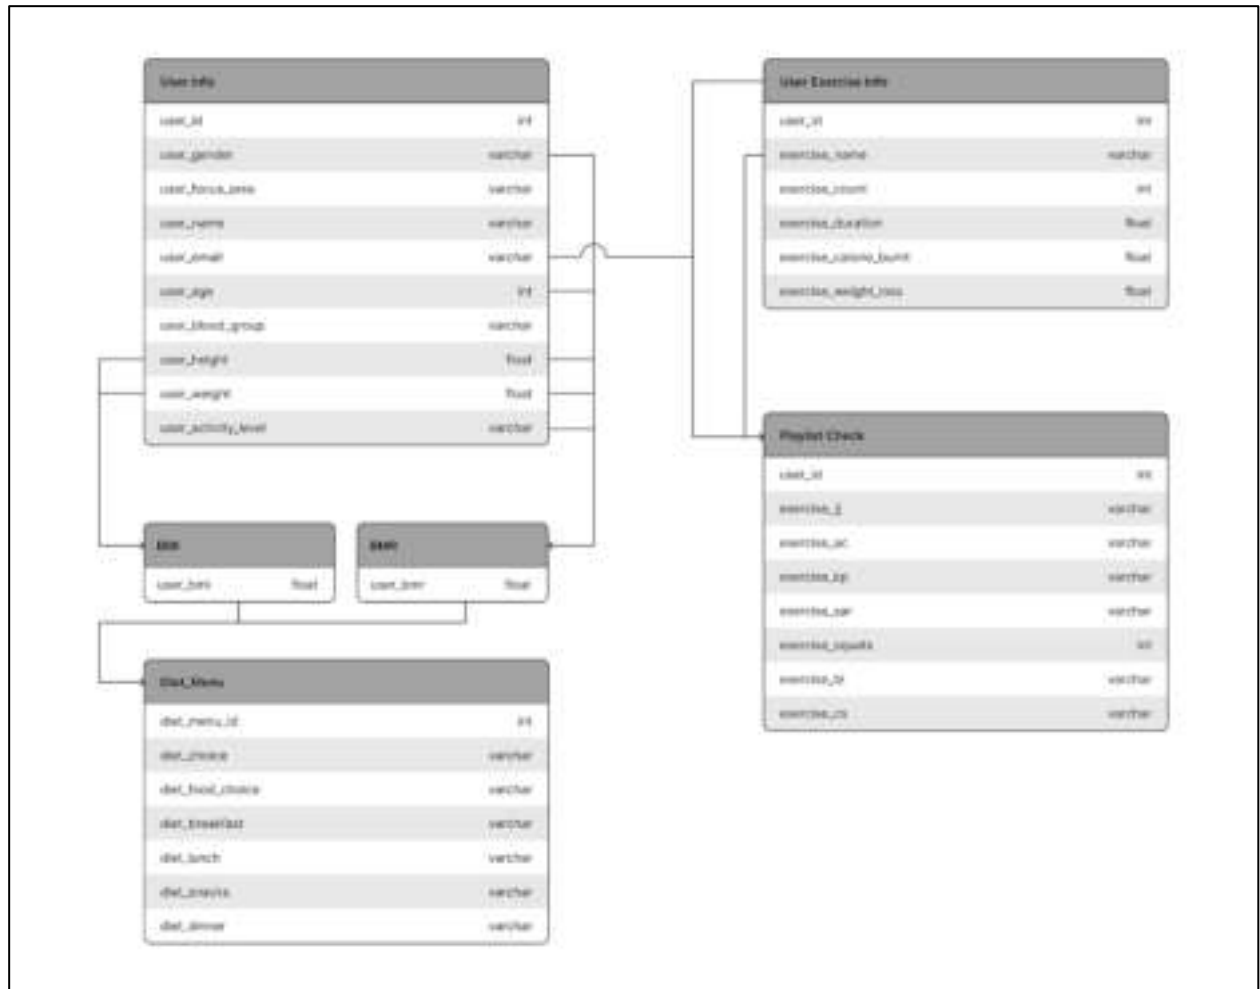 User Info
user_id int
user_gender varchar
user_focus_area varchar
user_name varchar
user_email varchar
user_age int
user_blood_group varchar
user_height float
user_weight float
user_activity_level varchar
User Exercise Info
user_id int
exercise_name varchar
exercise_count int
exercise_duration float
exercise_calorie_burnt float
exercise_weight_loss float
Playlist Check
user_id int
exercise_jj varchar
varchar
varchar
varchar
exercise_squats int
varchar
varchar
BMI
user_bmi float
BMR
user_bmr float
Diet_Menu
diet_menu_id int
diet_choice varchar
diet_food_choice varchar
diet_breakfast varchar
diet_lunch varchar
diet_snacks varchar
diet_dinner varchar